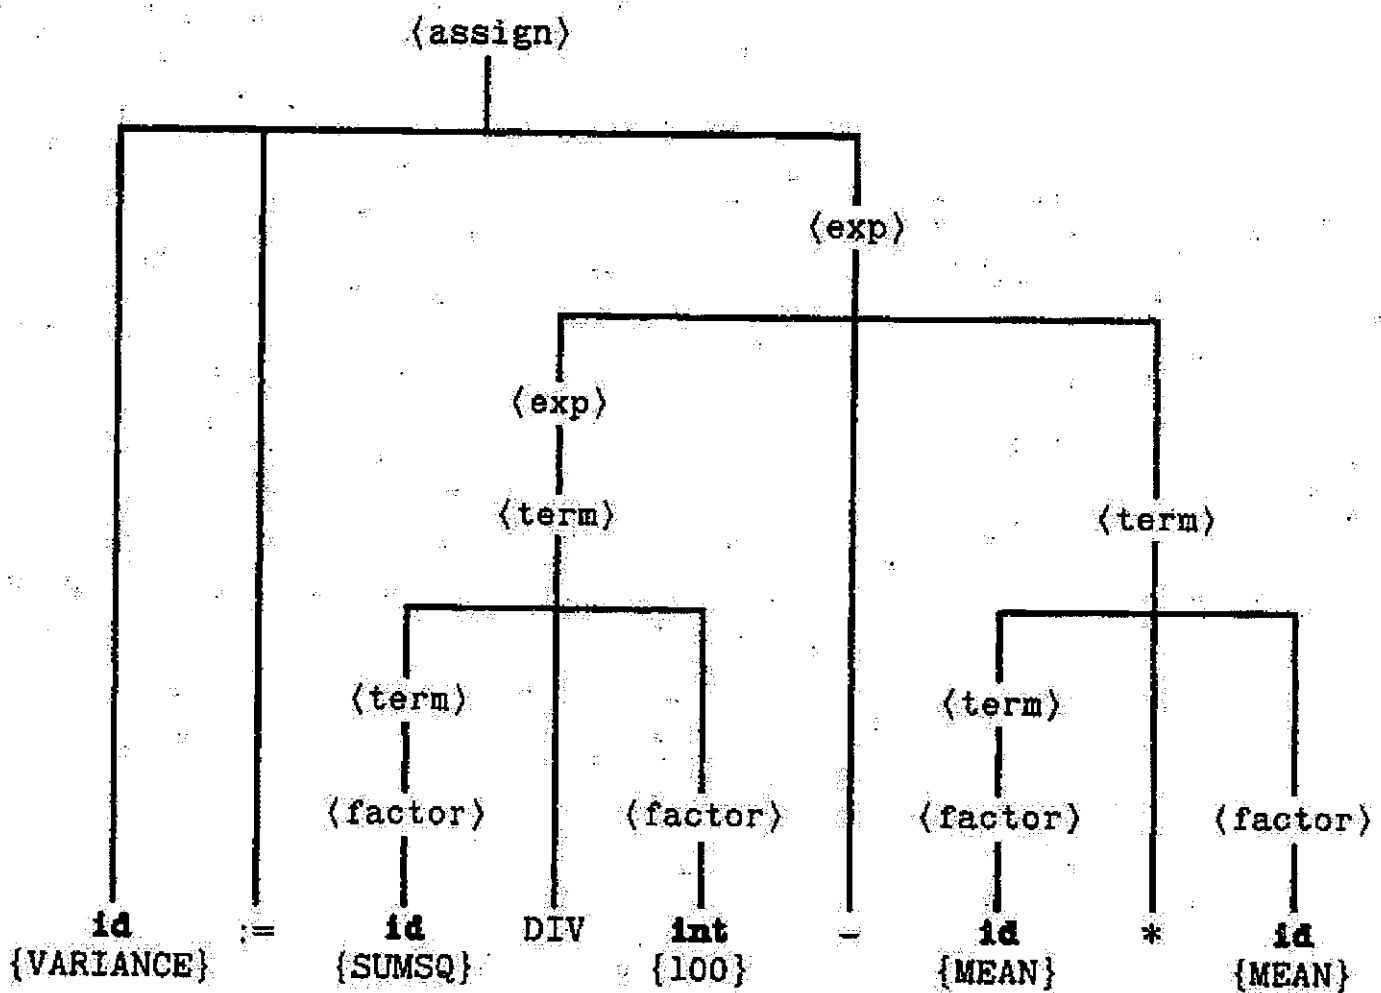 ⟨assign⟩
⟨exp⟩
⟨exp⟩
⟨term⟩ ⟨term⟩
⟨term⟩ ⟨term⟩
⟨factor⟩ ⟨factor⟩ ⟨factor⟩ ⟨factor⟩
id := id DIV int - id * id
{VARIANCE} {SUMSQ} {100} {MEAN} {MEAN}